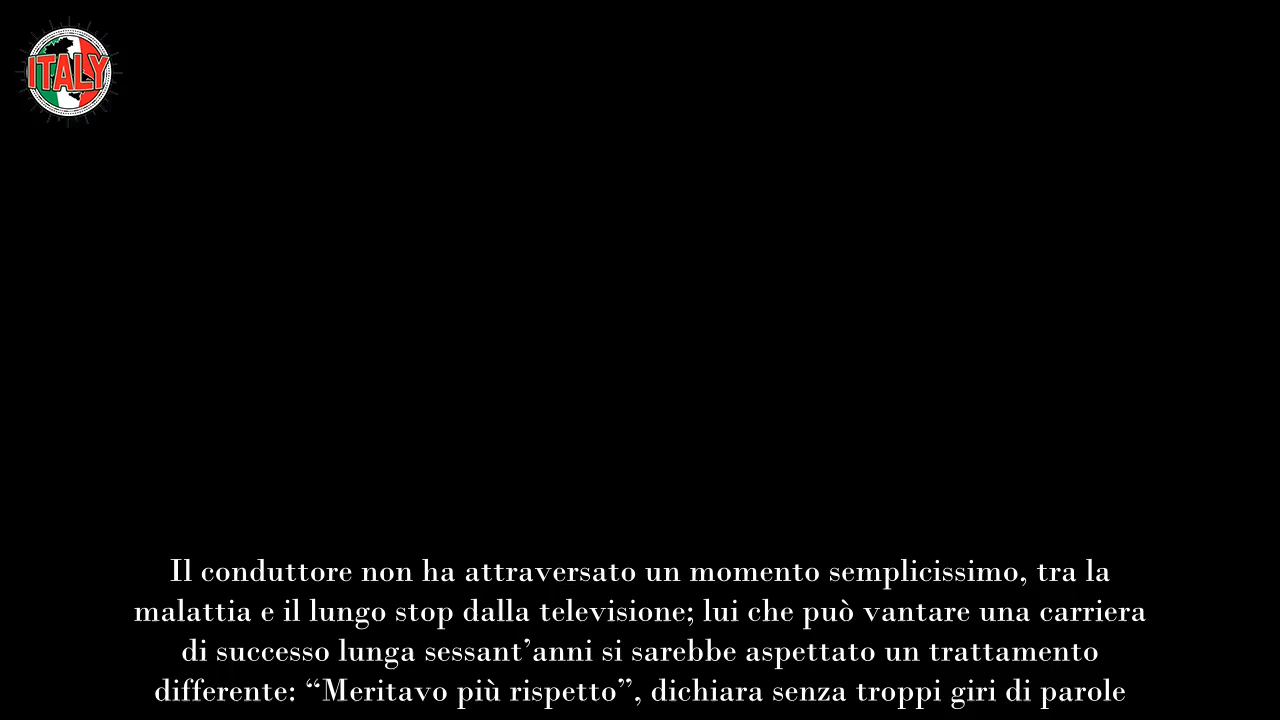 ITALY
Il conduttore non ha attraversato un momento semplicissimo, tra la
malattia e il lungo stop dalla televisione; lui che può vantare una carriera
di successo lunga sessant’anni si sarebbe aspettato un trattamento
differente: “Meritavo più rispetto”, dichiara senza troppi giri di parole